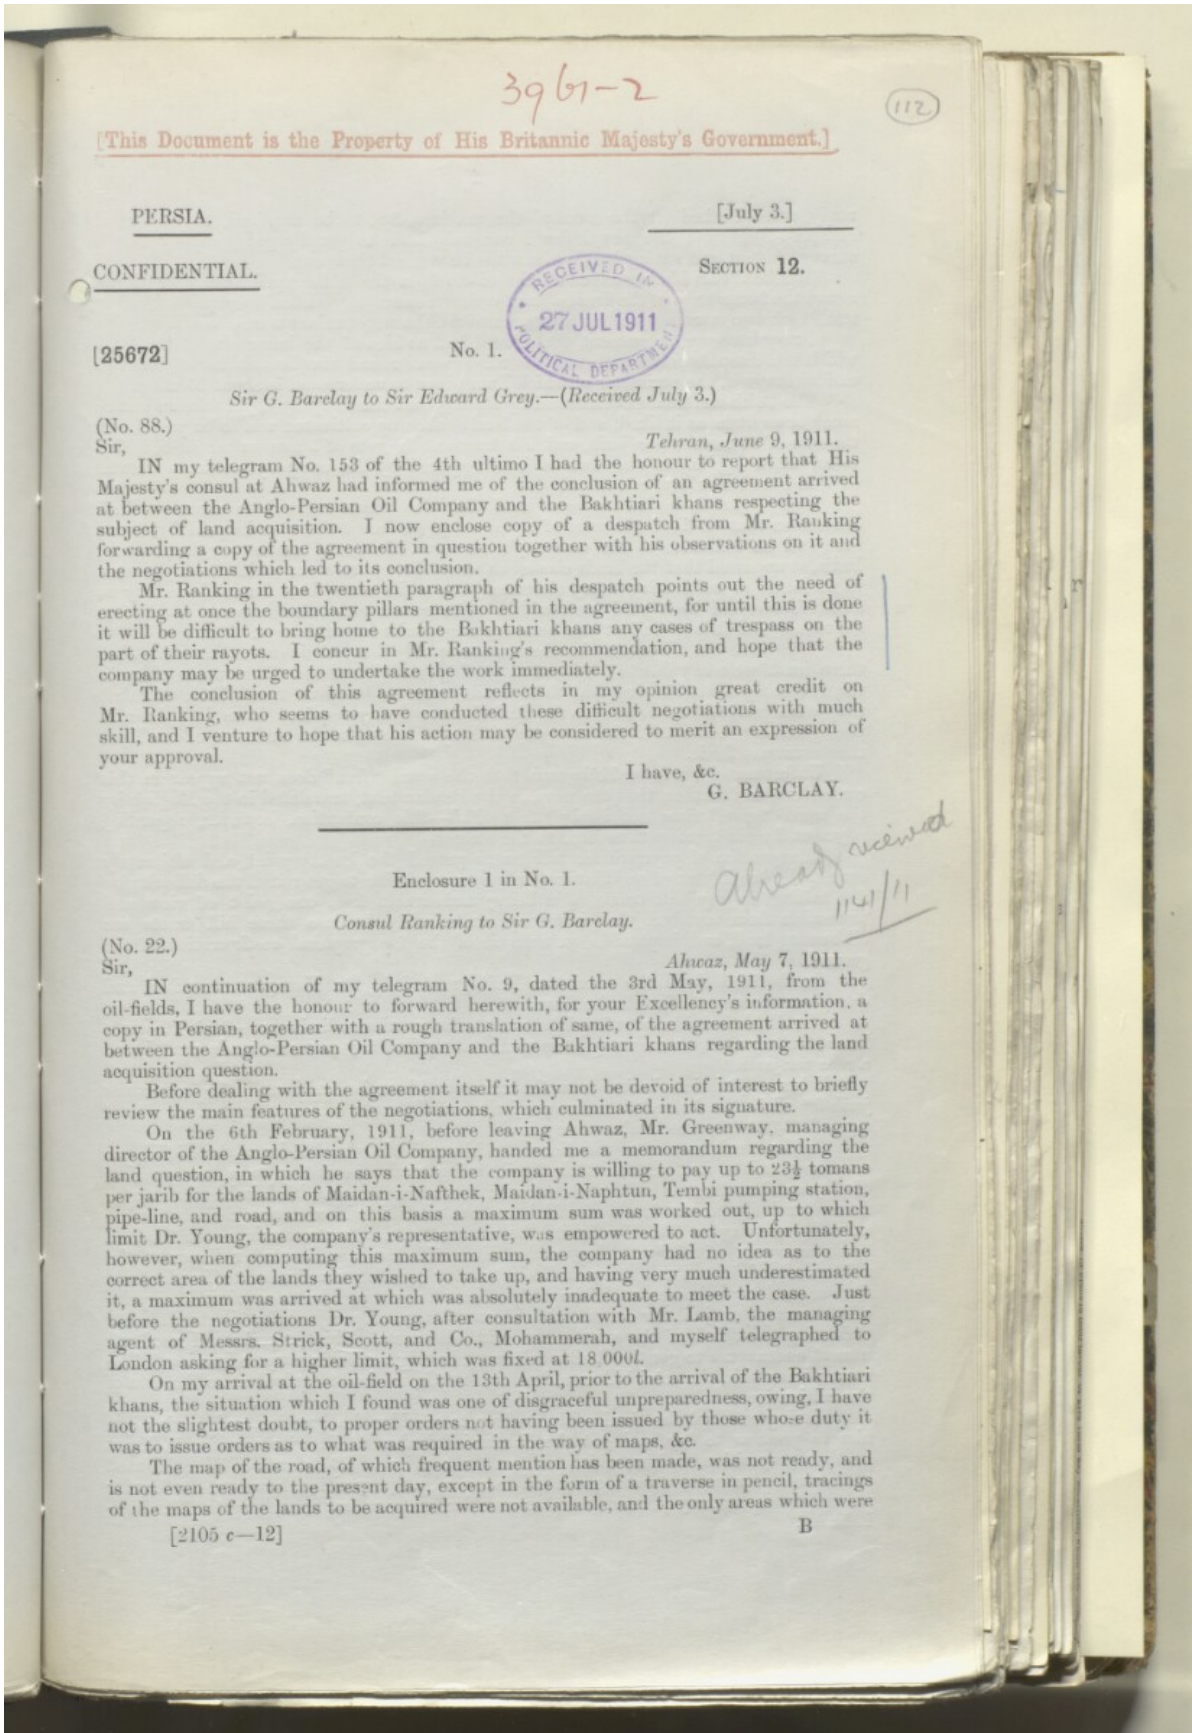 3961-2
112
[This Document is the Property of His Britannic Majesty's Government.]
PERSIA.
[July 3.]
CONFIDENTIAL.
SECTION 12.
RECEIVED IN
27 JUL 1911
POLITICAL DEPARTMENT
[25672]
No. 1.
Sir G. Barclay to Sir Edward Grey.—(Received July 3.)
(No. 88.)
Sir,
Tehran, June 9, 1911.
IN my telegram No. 153 of the 4th ultimo I had the honour to report that His
Majesty's consul at Ahwaz had informed me of the conclusion of an agreement arrived
at between the Anglo-Persian Oil Company and the Bakhtiari khans respecting the
subject of land acquisition. I now enclose copy of a despatch from Mr. Ranking
forwarding a copy of the agreement in question together with his observations on it and
the negotiations which led to its conclusion.
Mr. Ranking in the twentieth paragraph of his despatch points out the need of
erecting at once the boundary pillars mentioned in the agreement, for until this is done
it will be difficult to bring home to the Bakhtiari khans any cases of trespass on the
part of their rayots. I concur in Mr. Ranking's recommendation, and hope that the
company may be urged to undertake the work immediately.
The conclusion of this agreement reflects in my opinion great credit on
Mr. Ranking, who seems to have conducted these difficult negotiations with much
skill, and I venture to hope that his action may be considered to merit an expression of
your approval.
I have, &c.
G. BARCLAY.
Already received
1141/11
Enclosure 1 in No. 1.
Consul Ranking to Sir G. Barclay.
(No. 22.)
Sir,
Ahwaz, May 7, 1911.
IN continuation of my telegram No. 9, dated the 3rd May, 1911, from the
oil-fields, I have the honour to forward herewith, for your Excellency's information, a
copy in Persian, together with a rough translation of same, of the agreement arrived at
between the Anglo-Persian Oil Company and the Bakhtiari khans regarding the land
acquisition question.
Before dealing with the agreement itself it may not be devoid of interest to briefly
review the main features of the negotiations, which culminated in its signature.
On the 6th February, 1911, before leaving Ahwaz, Mr. Greenway, managing
director of the Anglo-Persian Oil Company, handed me a memorandum regarding the
land question, in which he says that the company is willing to pay up to 23½ tomans
per jarib for the lands of Maidan-i-Nafthek, Maidan-i-Naphtun, Tembi pumping station,
pipe-line, and road, and on this basis a maximum sum was worked out, up to which
limit Dr. Young, the company's representative, was empowered to act. Unfortunately,
however, when computing this maximum sum, the company had no idea as to the
correct area of the lands they wished to take up, and having very much underestimated
it, a maximum was arrived at which was absolutely inadequate to meet the case. Just
before the negotiations Dr. Young, after consultation with Mr. Lamb, the managing
agent of Messrs. Strick, Scott, and Co., Mohammerah, and myself telegraphed to
London asking for a higher limit, which was fixed at 18,000l.
On my arrival at the oil-field on the 13th April, prior to the arrival of the Bakhtiari
khans, the situation which I found was one of disgraceful unpreparedness, owing, I have
not the slightest doubt, to proper orders not having been issued by those whose duty it
was to issue orders as to what was required in the way of maps, &c.
The map of the road, of which frequent mention has been made, was not ready, and
is not even ready to the present day, except in the form of a traverse in pencil, tracings
of the maps of the lands to be acquired were not available, and the only areas which were
[2105 c—12]
B